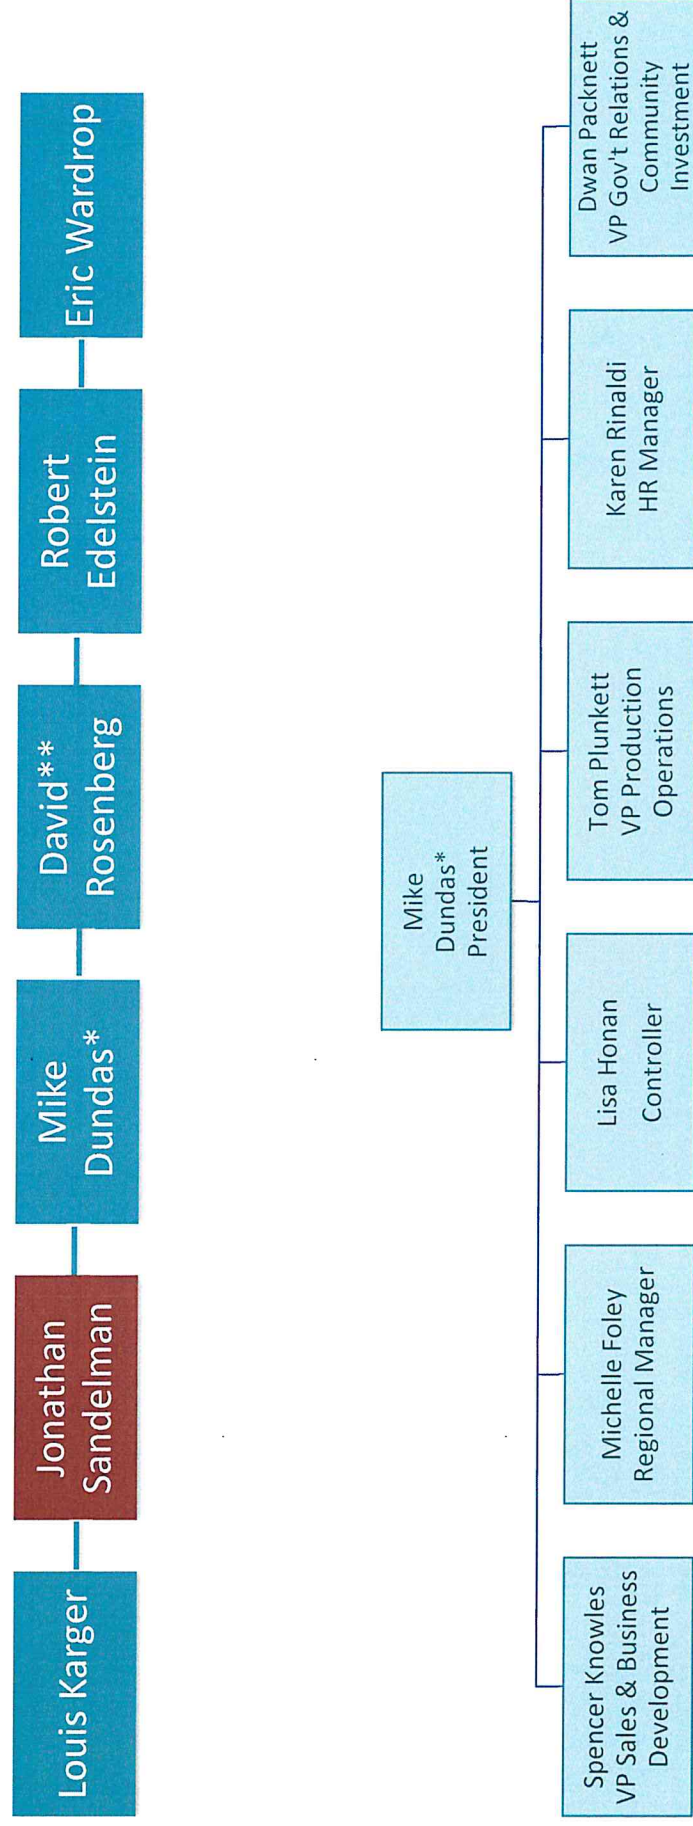 Louis Karger
Jonathan
Sandelman
Mike
Dundas*
David**
Rosenberg
Robert
Edelstein
Eric Wardrop
Mike
Dundas*
President
Spencer Knowles
VP Sales & Business
Development
Michelle Foley
Regional Manager
Lisa Honan
Controller
Tom Plunkett
VP Production
Operations
Karen Rinaldi
HR Manager
Dwan Packnett
VP Gov't Relations &
Community
Investment